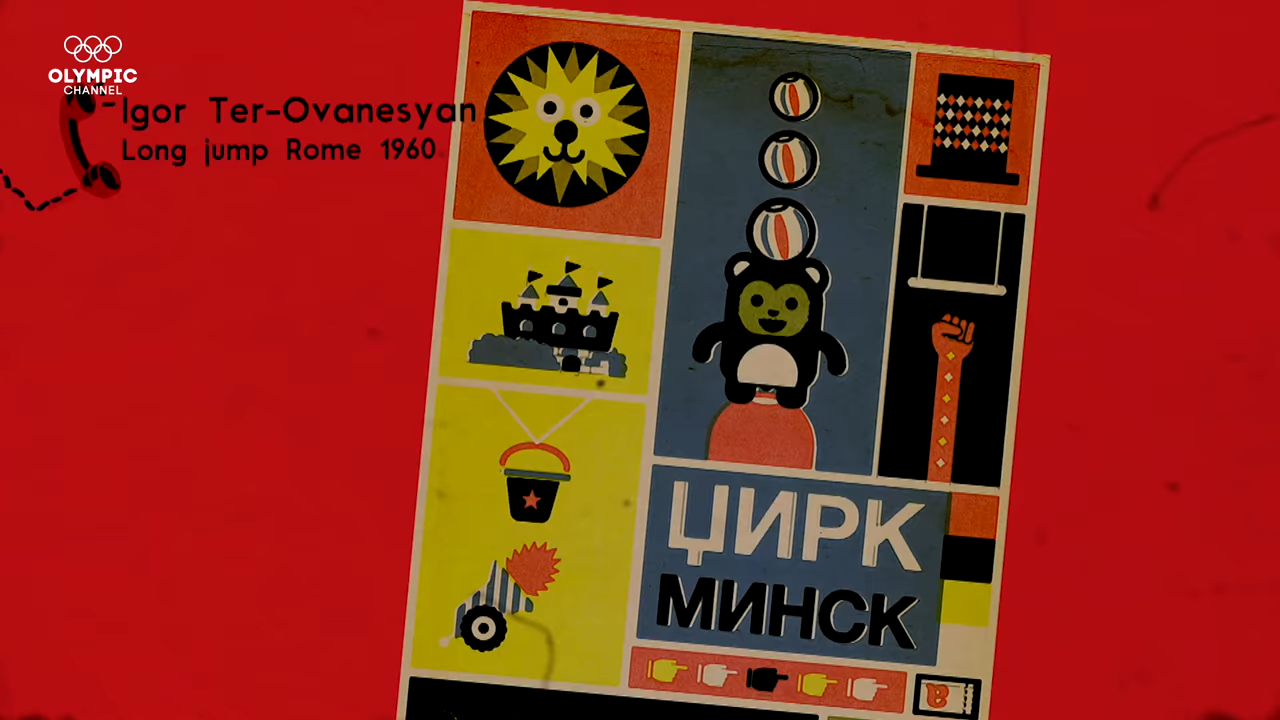 OLYMPIC
CHANNEL
Igor Ter-Ovanesyan
Long jump Rome 1960
ЦИРК
МИНСК